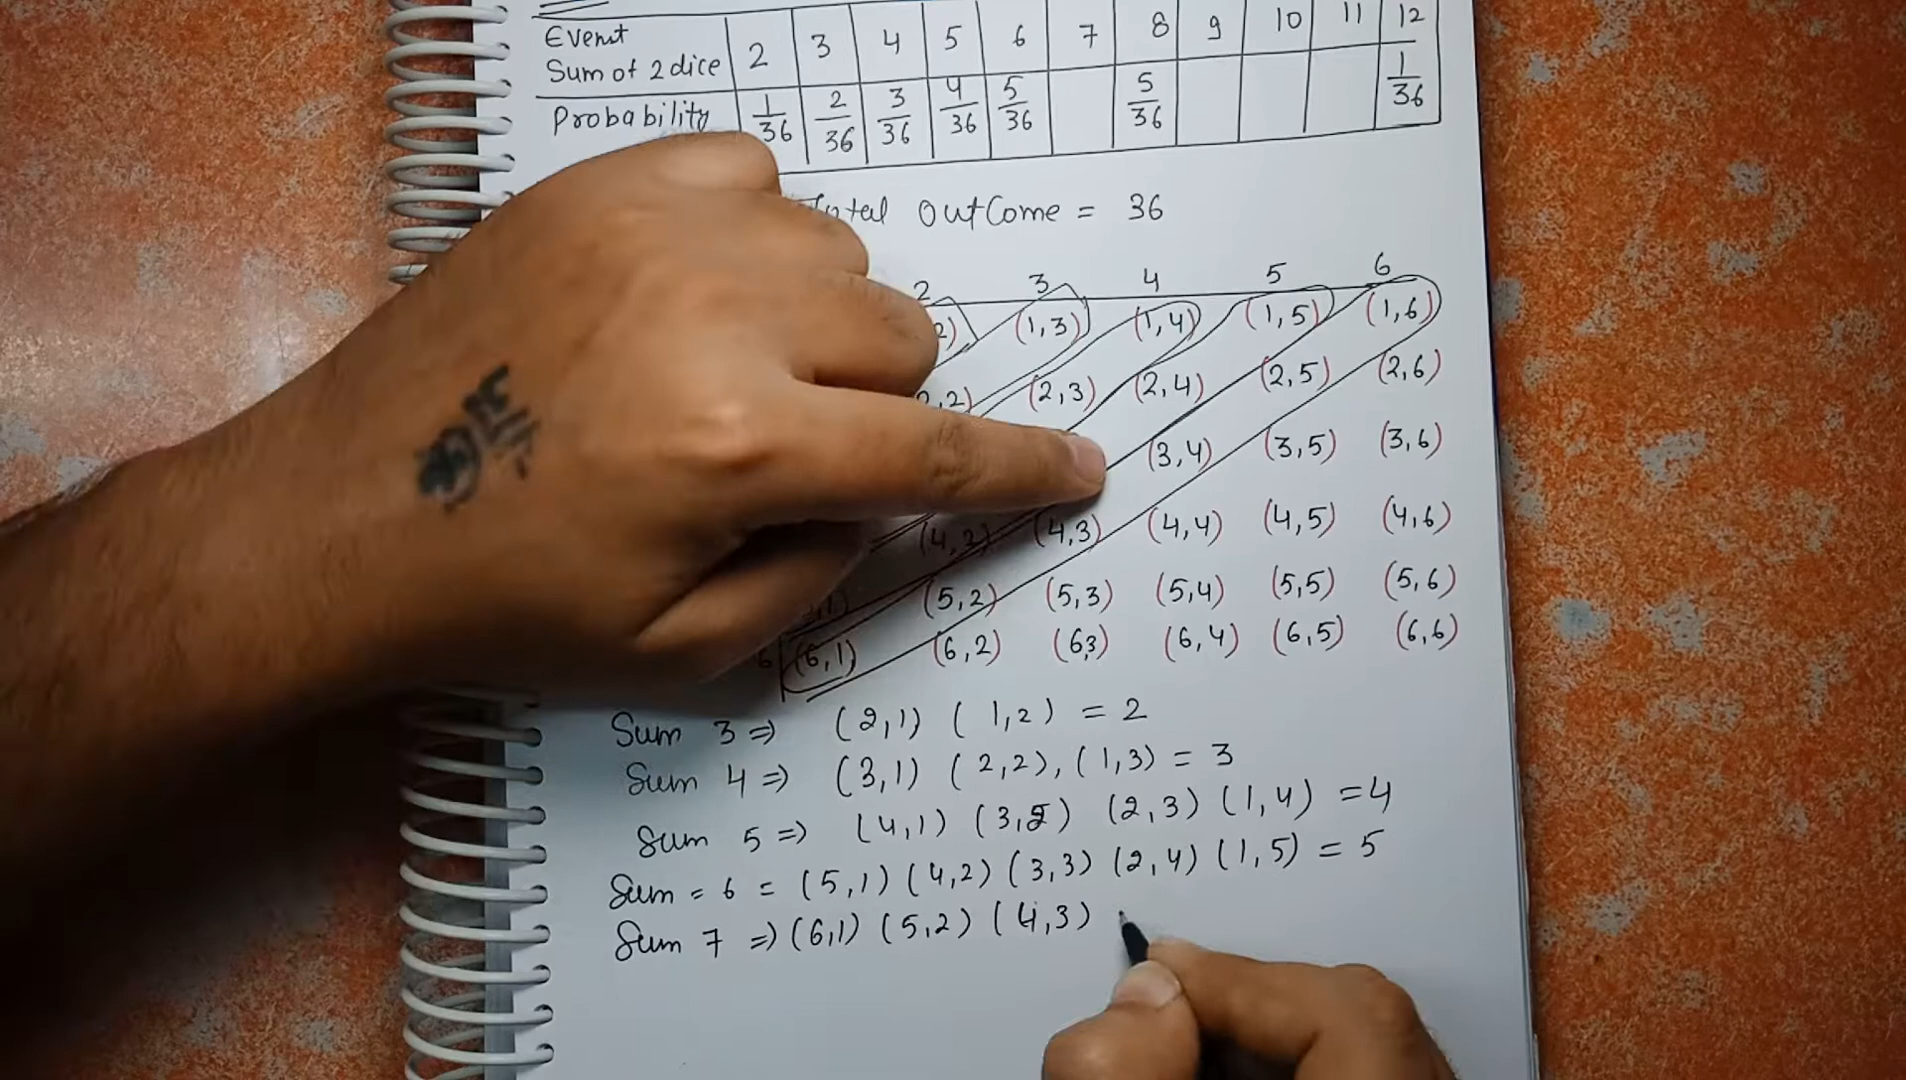 Event 2 3 4 5 6 7 8 9 10 11 12
Sum of 2 dice
Probability 1/36 2/36 3/36 4/36 5/36 5/36 1/36
Total OutCome = 36
2 3 4 5 6
(1,3) (1,4) (1,5) (1,6)
(2,3) (2,4) (2,5) (2,6)
(3,4) (3,5) (3,6)
(4,2) (4,3) (4,4) (4,5) (4,6)
(5,2) (5,3) (5,4) (5,5) (5,6)
6 (6,1) (6,2) (63) (6,4) (6,5) (6,6)
Sum 3 ⇒ (2,1) ( 1,2 ) = 2
Sum 4 ⇒ (3,1) ( 2,2), ( 1,3) = 3
Sum 5 ⇒ (4,1) (3,2) (2,3) (1,4) =4
Sum = 6 = (5,1) (4,2) (3,3) (2,4) (1,5) = 5
Sum 7 ⇒ (6,1) (5,2) (4,3)